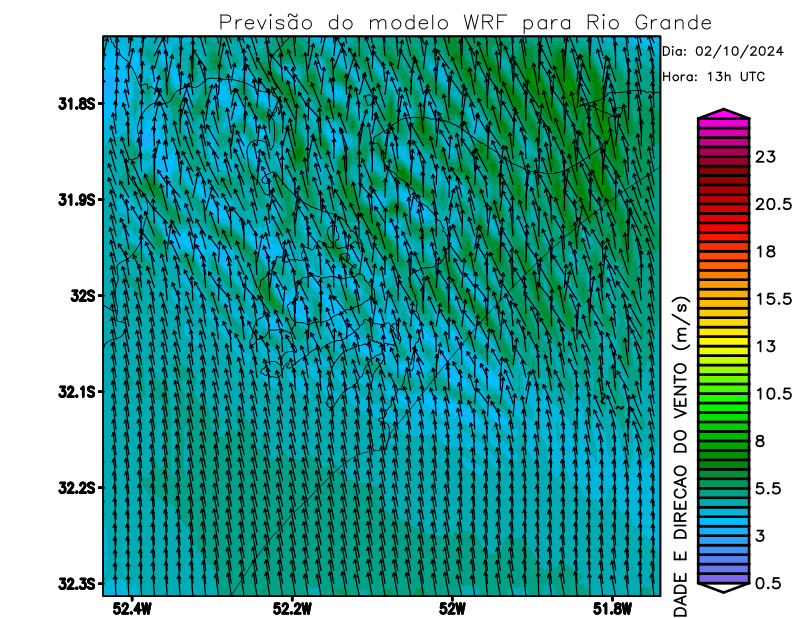 Previsão do modelo WRF para Rio Grande
Dia: 02/10/2024
Hora: 13h UTC
31.8S
31.9S
32S
32.1S
32.2S
32.3S
52.4W
52.2W
52W
51.8W
23
20.5
18
15.5
13
10.5
8
5.5
3
0.5
DADE E DIRECAO DO VENTO (m/s)